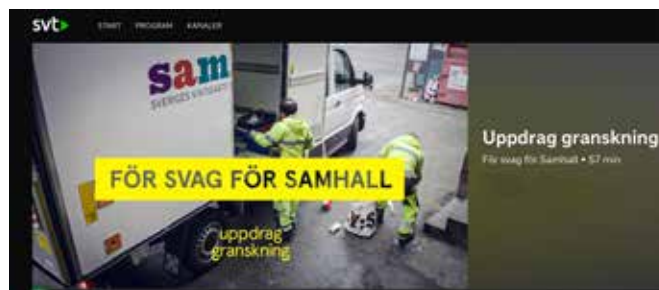 svt
START PROGRAM KANALER
sam
SVERIGES VIKTIGASTE
FÖR SVAG FÖR SAMHALL
uppdrag
granskning
Uppdrag granskning
För svag för Samhall • 57 min